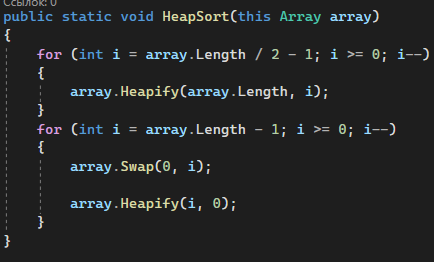 Ссылок: 0
public static void HeapSort(this Array array)
{
    for (int i = array.Length / 2 - 1; i >= 0; i--)
    {
        array.Heapify(array.Length, i);
    }
    for (int i = array.Length - 1; i >= 0; i--)
    {
        array.Swap(0, i);

        array.Heapify(i, 0);
    }
}